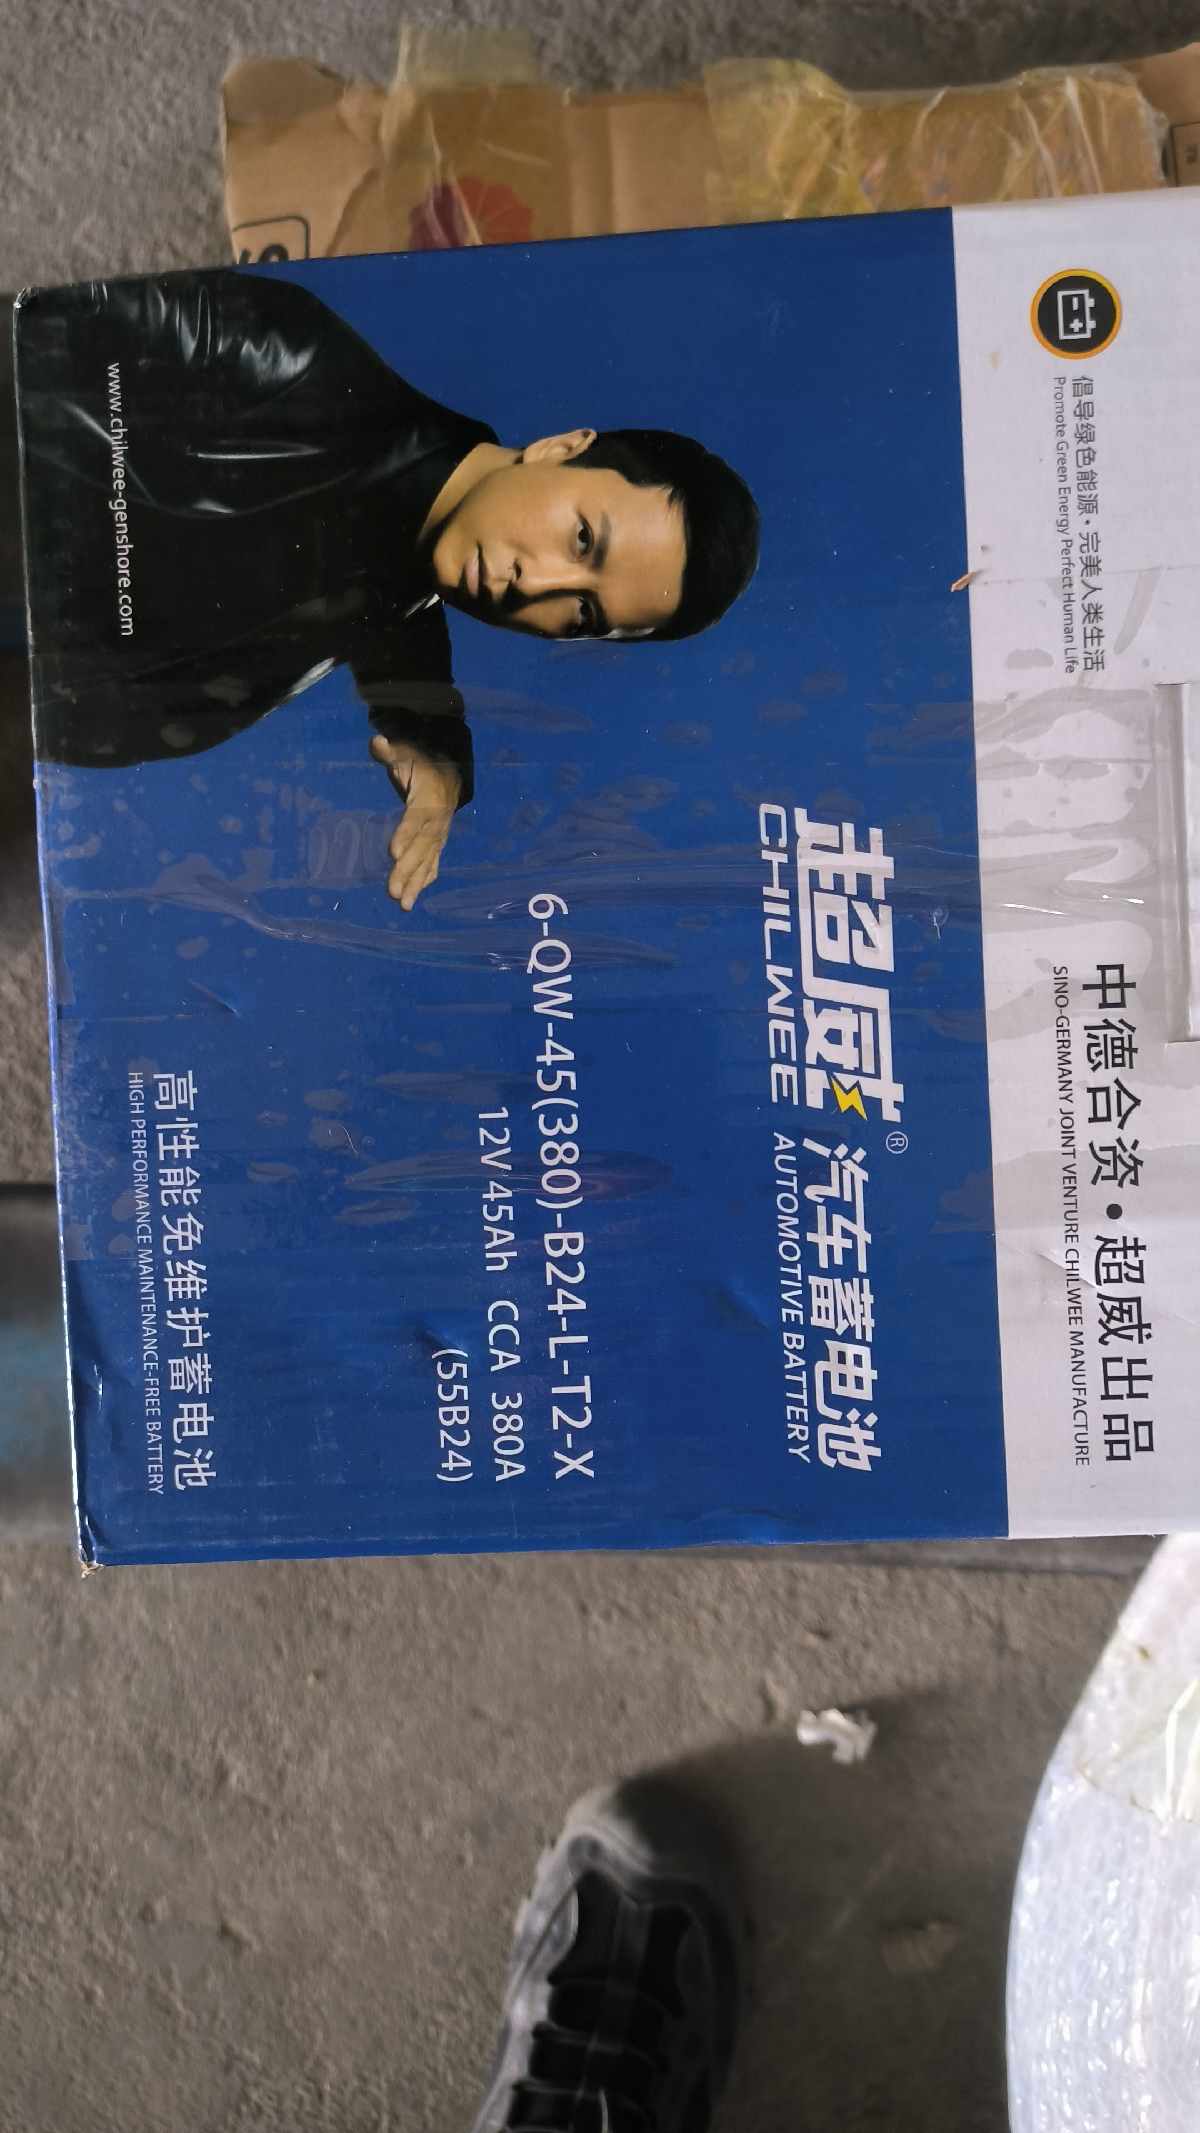 倡导绿色能源·完美人类生活
Promote Green Energy Perfect Human Life
中德合资·超威出品
SINO-GERMANY JOINT VENTURE CHILWEE MANUFACTURE
超威® 汽车蓄电池
CHILWEE AUTOMOTIVE BATTERY
6-QW-45(380)-B24-L-T2-X
12V 45Ah CCA 380A
(55B24)
高性能免维护蓄电池
HIGH PERFORMANCE MAINTENANCE-FREE BATTERY
www.chilwee-genshore.com